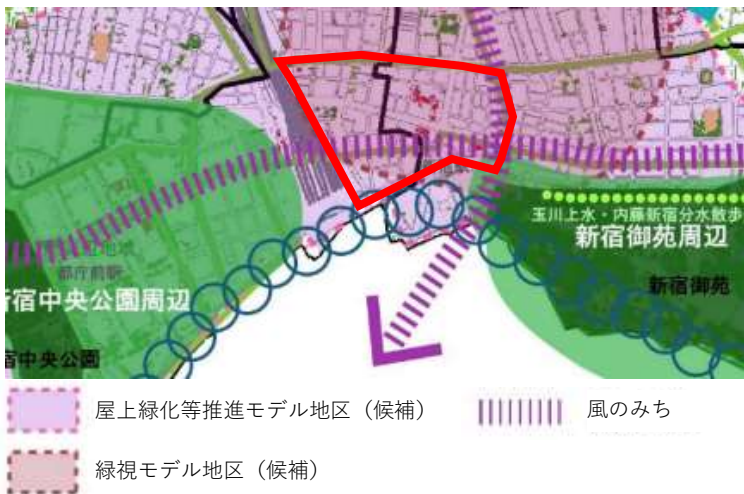 都庁前駅
玉川上水・内藤新宿分水散歩
新宿御苑周辺
新宿御苑
宿中央公園周辺
宿中央公園
屋上緑化等推進モデル地区（候補）
風のみち
緑視モデル地区（候補）